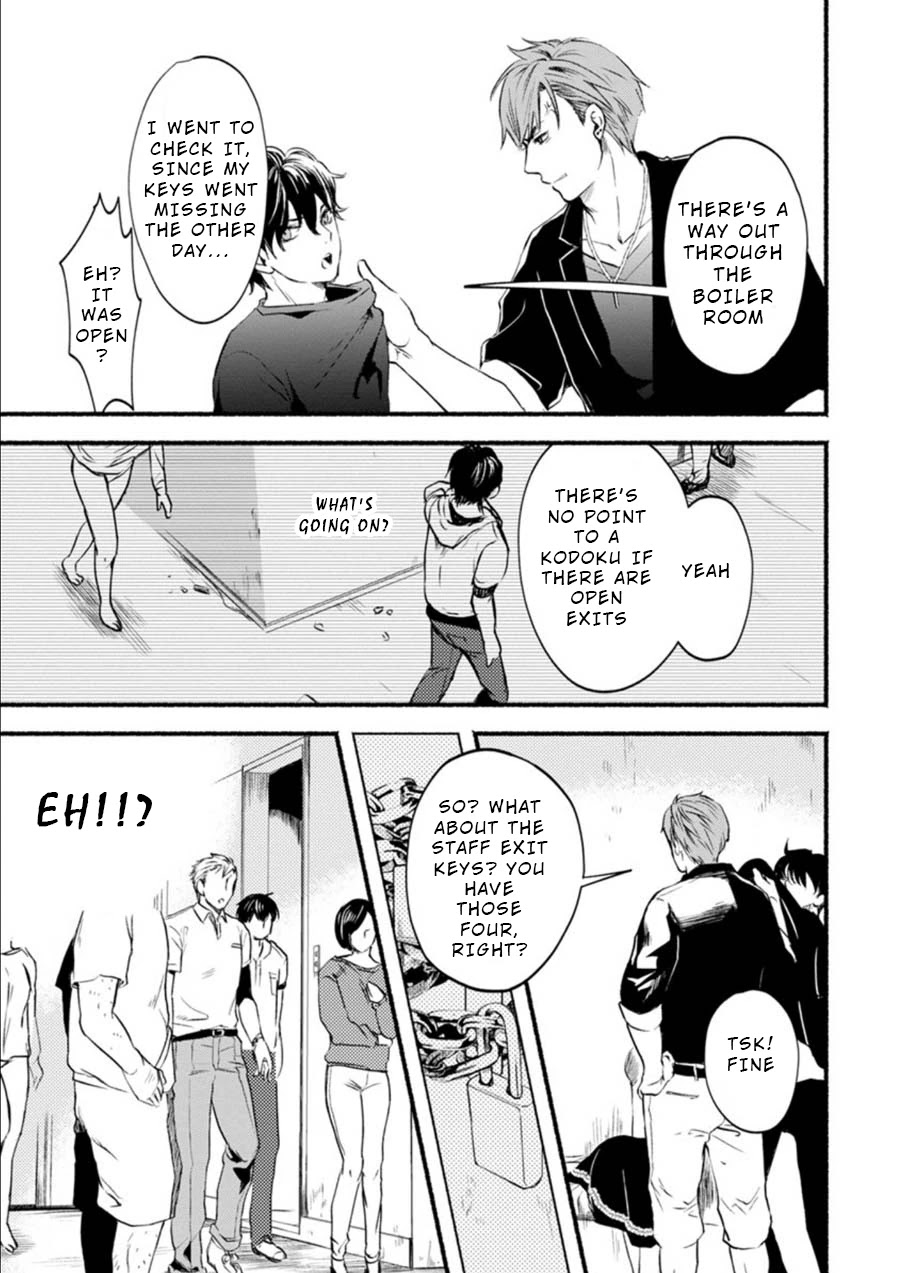 THERE'S A
WAY OUT
THROUGH
THE
BOILER
ROOM
I WENT TO
CHECK IT,
SINCE MY
KEYS WENT
MISSING
THE OTHER
DAY...
EH?
IT
WAS
OPEN
?
YEAH
THERE'S
NO POINT
TO A
KODOKU IF
THERE ARE
OPEN
EXITS
WHAT'S
GOING ON?
TSK!
FINE
SO? WHAT
ABOUT THE
STAFF EXIT
KEYS? YOU
HAVE
THOSE
FOUR,
RIGHT?
EH!!?